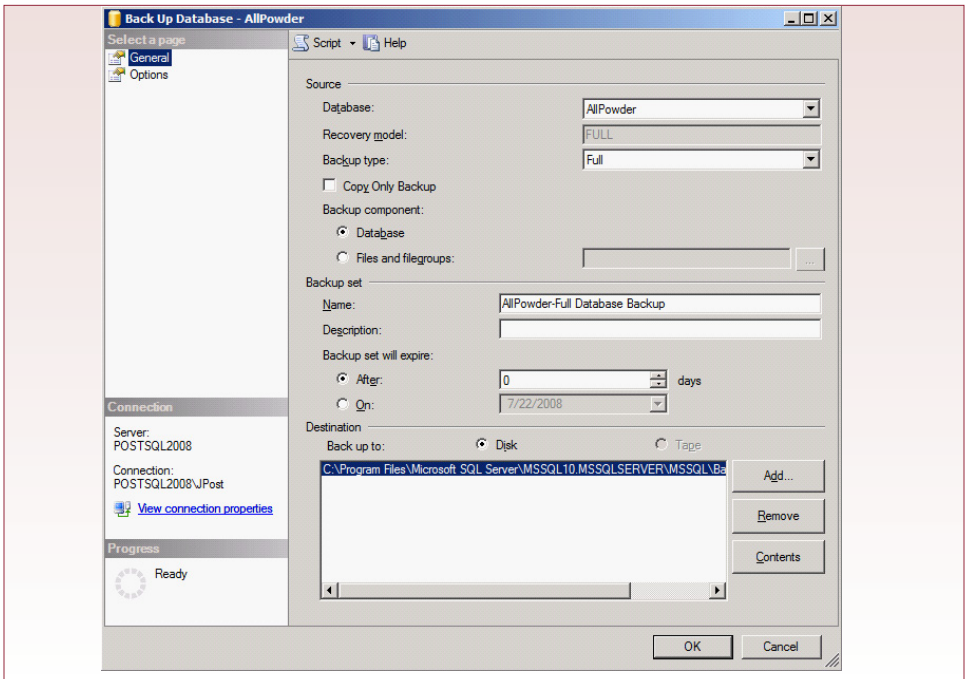 Back Up Database - AllPowder
Select a page
General
Options
Script
Help
Source
Database:
AllPowder
Recovery model:
FULL
Backup type:
Full
Copy Only Backup
Backup component:
Database
Files and filegroups:
...
Backup set
Name:
AllPowder-Full Database Backup
Description:
Backup set will expire:
After:
0
days
On:
7/22/2008
Destination
Back up to:
Disk
Tape
C:\Program Files\Microsoft SQL Server\MSSQL10.MSSQLSERVER\MSSQL\Ba
Add...
Remove
Contents
Connection
Server:
POSTSQL2008
Connection:
POSTSQL2008\JPost
View connection properties
Progress
Ready
OK
Cancel